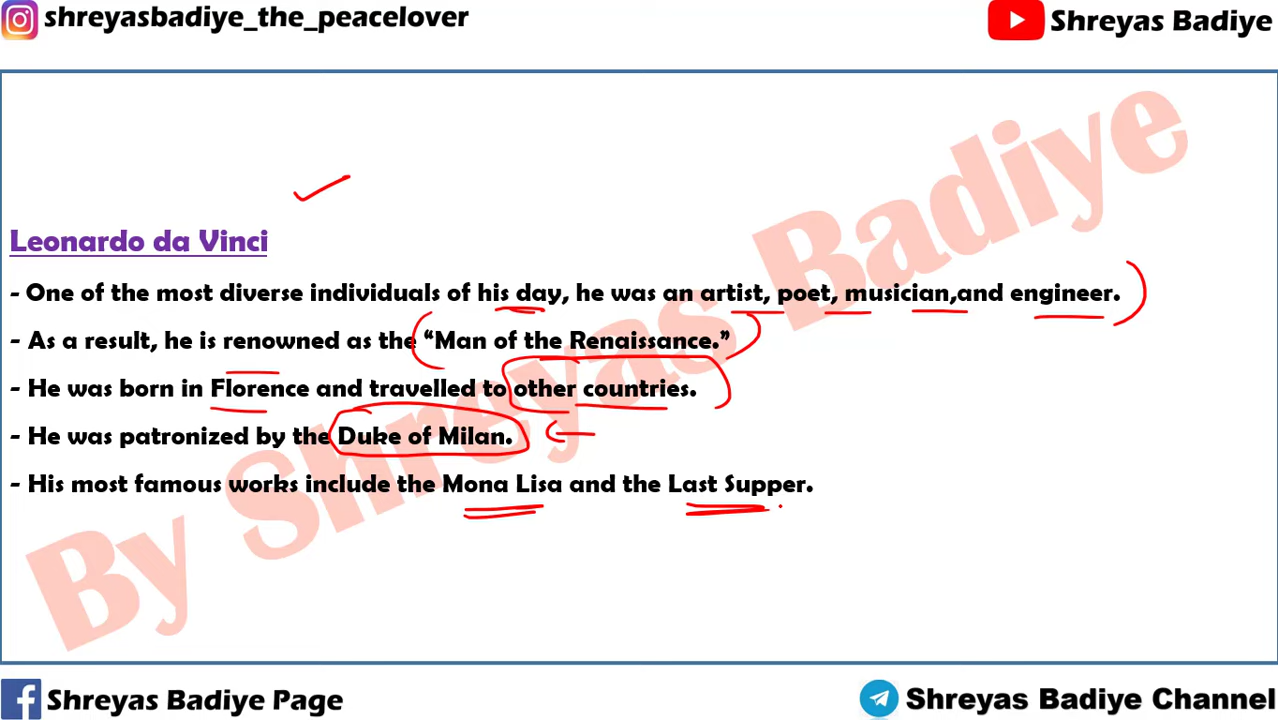 shreyasbadiye_the_peacelover
Shreyas Badiye
Leonardo da Vinci
- One of the most diverse individuals of his day, he was an artist, poet, musician,and engineer.
- As a result, he is renowned as the “Man of the Renaissance.”
- He was born in Florence and travelled to other countries.
- He was patronized by the Duke of Milan.
- His most famous works include the Mona Lisa and the Last Supper.
By Shreyas Badiye
Shreyas Badiye Page
Shreyas Badiye Channel